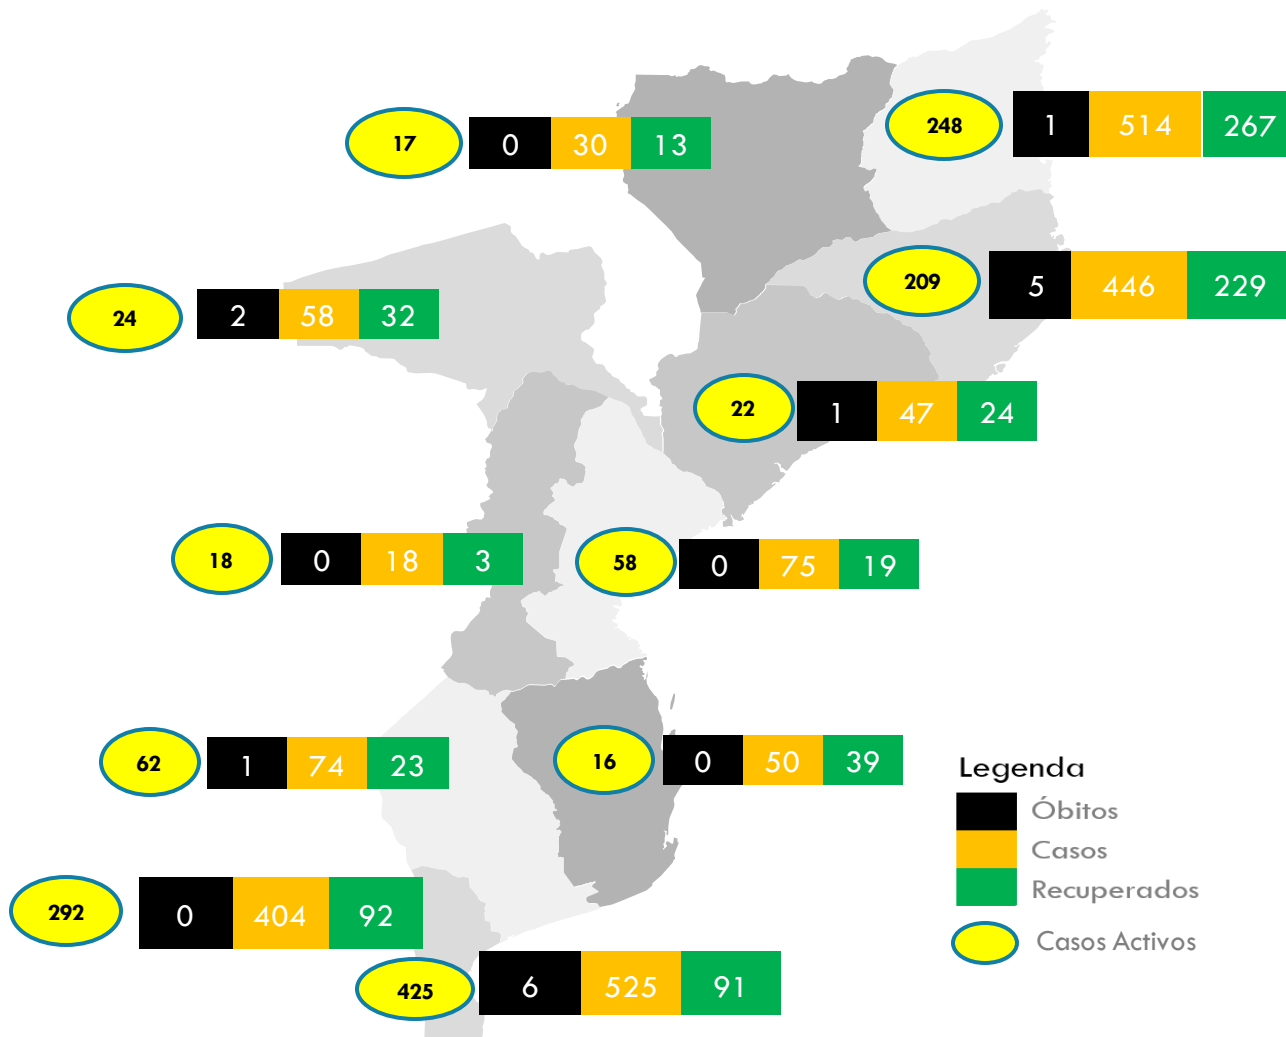 17 0 30 13
248 1 514 267
209 5 446 229
24 2 58 32
22 1 47 24
18 0 18 3
58 0 75 19
62 1 74 23
16 0 50 39
Legenda
Óbitos
Casos
Recuperados
Casos Activos
292 0 404 92
425 6 525 91